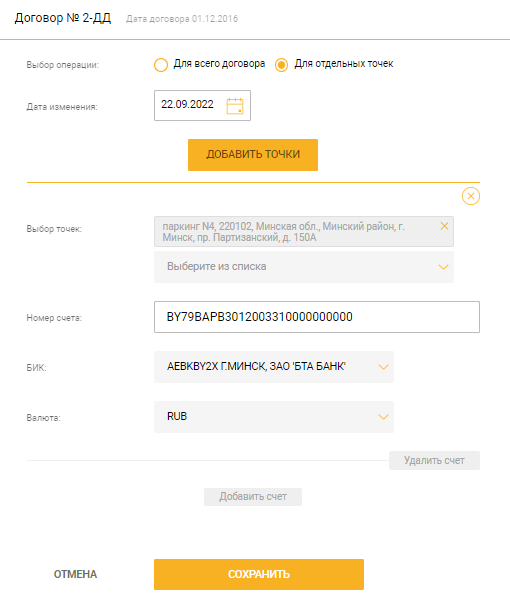 Договор № 2-ДД Дата договора 01.12.2016
Выбор операции: Для всего договора Для отдельных точек
Дата изменения: 22.09.2022
ДОБАВИТЬ ТОЧКИ
Выбор точек: паркинг N4, 220102, Минская обл., Минский район, г.
Минск, пр. Партизанский, д. 150А
Выберите из списка
Номер счета: BY79BAPB3012003310000000000
БИК: AEBKBY2X Г.МИНСК, ЗАО 'БТА БАНК'
Валюта: RUB
Удалить счет
Добавить счет
ОТМЕНА СОХРАНИТЬ